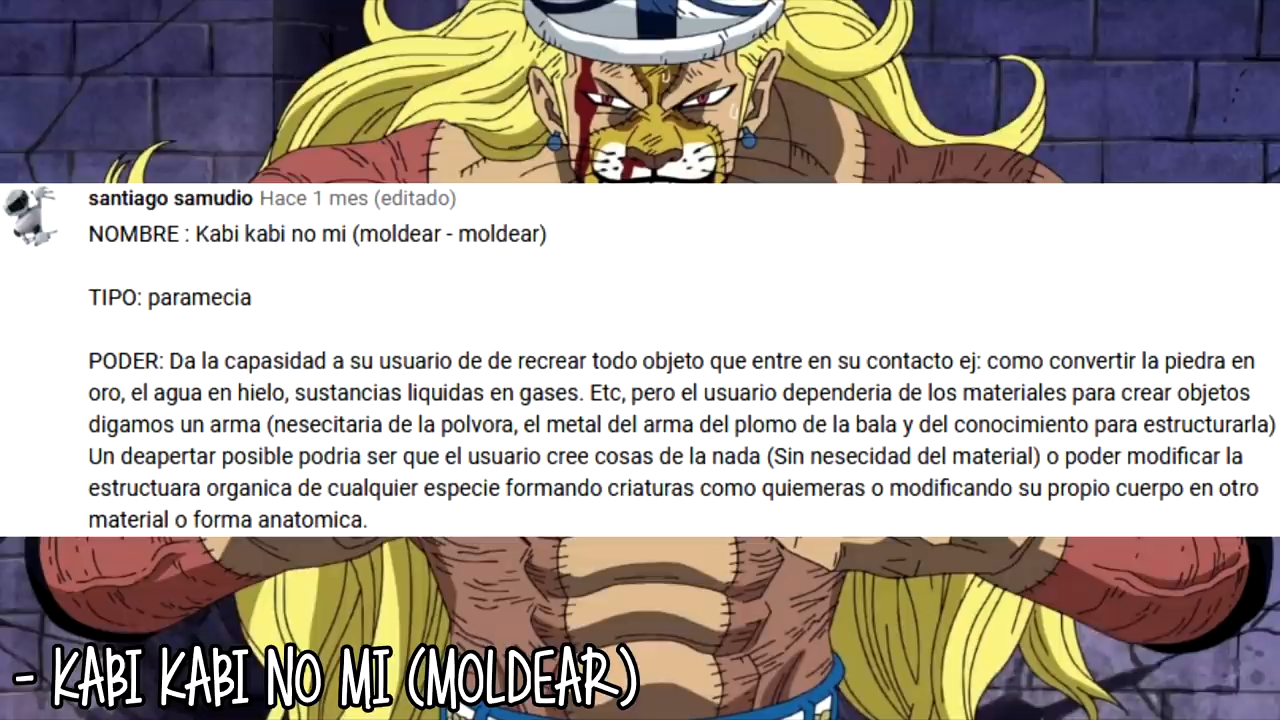 santiago samudio Hace 1 mes (editado)
NOMBRE : Kabi kabi no mi (moldear - moldear)
TIPO: paramecia
PODER: Da la capasidad a su usuario de de recrear todo objeto que entre en su contacto ej: como convertir la piedra en
oro, el agua en hielo, sustancias liquidas en gases. Etc, pero el usuario dependeria de los materiales para crear objetos
digamos un arma (nesecitaria de la polvora, el metal del arma del plomo de la bala y del conocimiento para estructurarla)
Un deapertar posible podria ser que el usuario cree cosas de la nada (Sin nesecidad del material) o poder modificar la
estructuara organica de cualquier especie formando criaturas como quiemeras o modificando su propio cuerpo en otro
material o forma anatomica.
- KABI KABI NO MI (MOLDEAR)